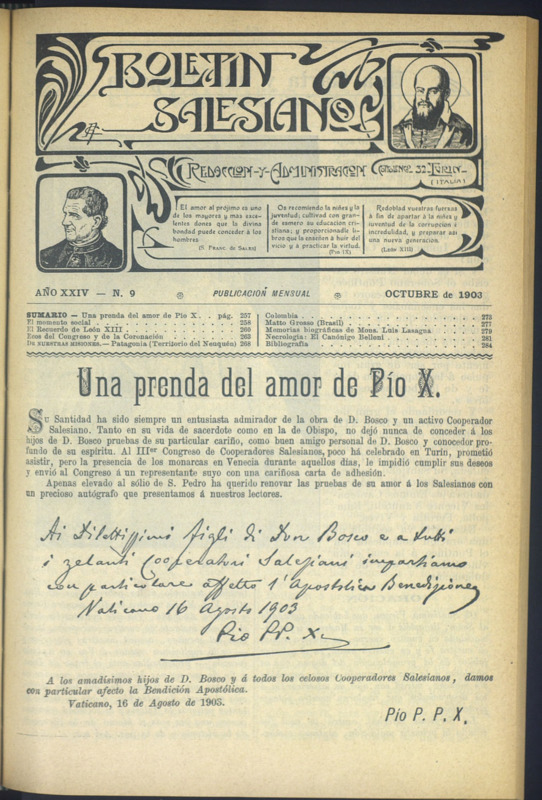 BOLETIN
SALESIANO
REDACCION-Y-ADMINISTRACION COTTOLENGO 32-TURIN-
(ITALIA)
El amor al prójimo es uno
de los mayores y mas exce-
lentes dones que la divina
bondad puede conceder á los
hombres
(S. FRANC. de SALES)
Os recomiendo la niñez y la
juventud; cultivad con gran-
de esmero su educacion cri-
stiana; y proporcionadle li-
bros que la enseñen á huir del
vicio y á practicar la virtud.
(Pio IX)
Redoblad vuestras fuerzas
á fin de apartar á la niñez y
juventud de la corrupcion é
incredulidad, y preparar asi
una nueva generacion.
(León XIII)
AÑO XXIV — N. 9
PUBLICACION MENSUAL
OCTUBRE de 1903
SUMARIO — Una prenda del amor de Pío X. pág. 257
El momento social . . . 258
El Recuerdo de León XIII . . . 260
Ecos del Congreso y de la Coronación . . . 262
DE NUESTRAS MISIONES. — Patagonia (Territorio del Neuquén) 268
Colombia . . . 273
Matto Grosso (Brasil) . . . 277
Memorias biográficas de Mons. Luis Lasagna . . . 279
Necrología: El Canónigo Belloni . . . 281
Bibliografía . . . 284
Una prenda del amor de Pío X.
Su Santidad ha sido siempre un entusiasta admirador de la obra de D. Bosco y un activo Cooperador
Salesiano. Tanto en su vida de sacerdote como en la de Obispo, no dejó nunca de conceder á los
hijos de D. Bosco pruebas de su particular cariño, como buen amigo personal de D. Bosco y conocedor pro-
fundo de su espíritu. Al IIIer Congreso de Cooperadores Salesianos, poco há celebrado en Turín, prometió
asistir, pero la presencia de los monarcas en Venecia durante aquellos días, le impidió cumplir sus deseos
y envió al Congreso á un representante suyo con una cariñosa carta de adhesión.
Apenas elevado al sólio de S. Pedro ha querido renovar las pruebas de su amor á los Salesianos con
un precioso autógrafo que presentamos á nuestros lectores.
Ai Dilettissimi figli di Don Bosco e a tutti
i zelanti Cooperatori Salesiani impartiamo
con particolare affetto l'Apostolica Benedizione
Vaticano 16 Agosto 1903
Pio PP. X.
A los amadísimos hijos de D. Bosco y á todos los celosos Cooperadores Salesianos, damos
con particular afecto la Bendición Apostólica.
Vaticano, 16 de Agosto de 1903.
Pío P. P. X.